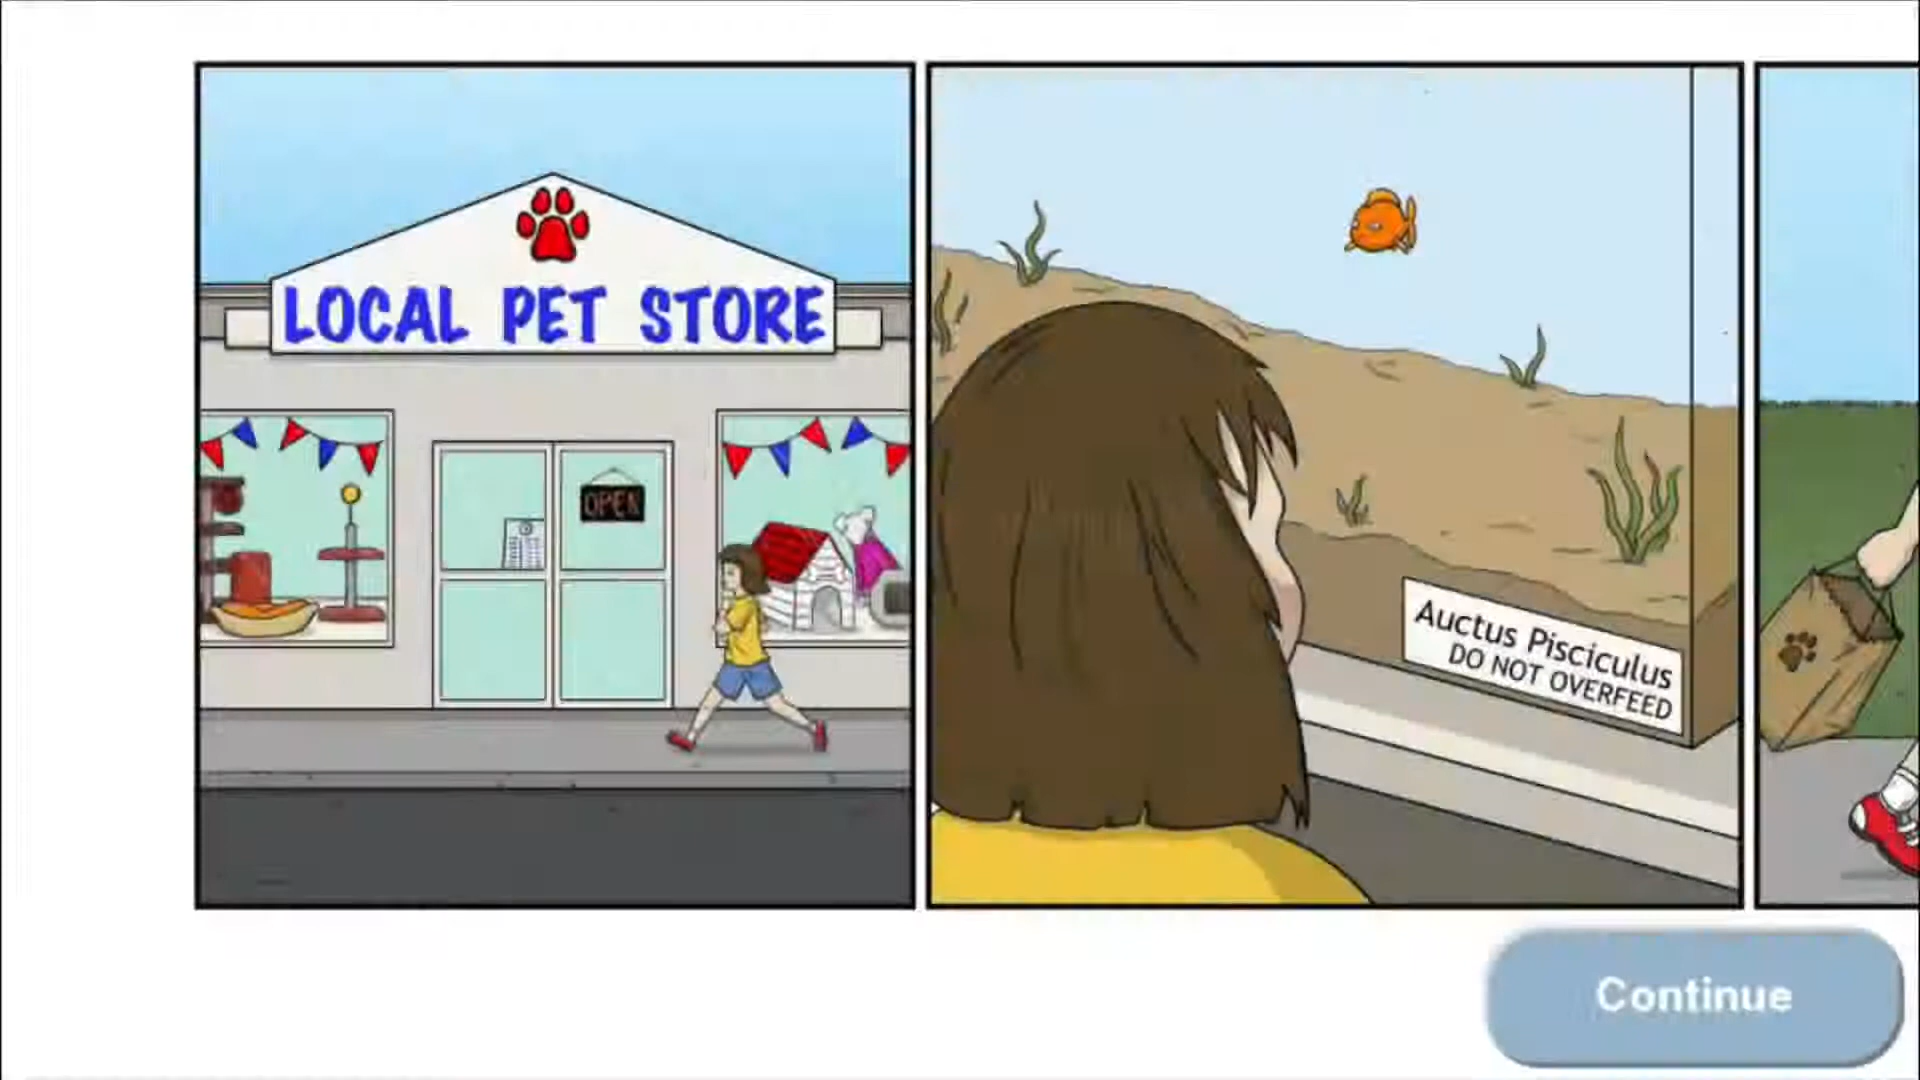 LOCAL PET STORE
OPEN
Auctus Pisciculus
DO NOT OVERFEED
Continue